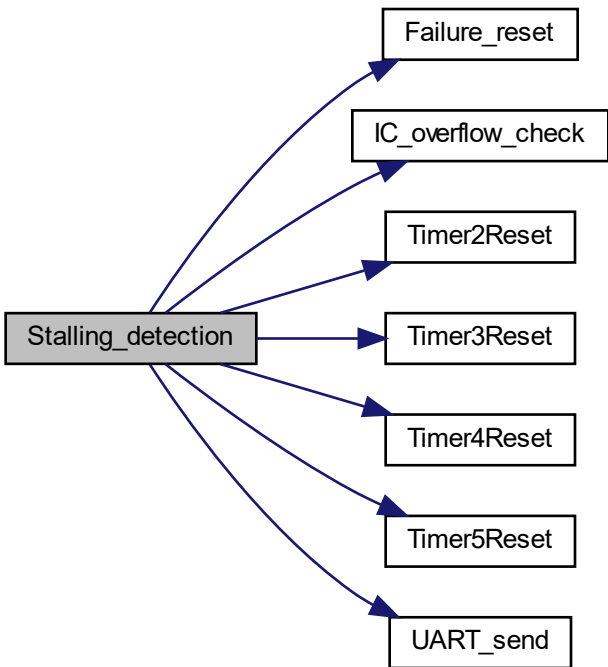 Failure_reset
IC_overflow_check
Timer2Reset
Stalling_detection
Timer3Reset
Timer4Reset
Timer5Reset
UART_send